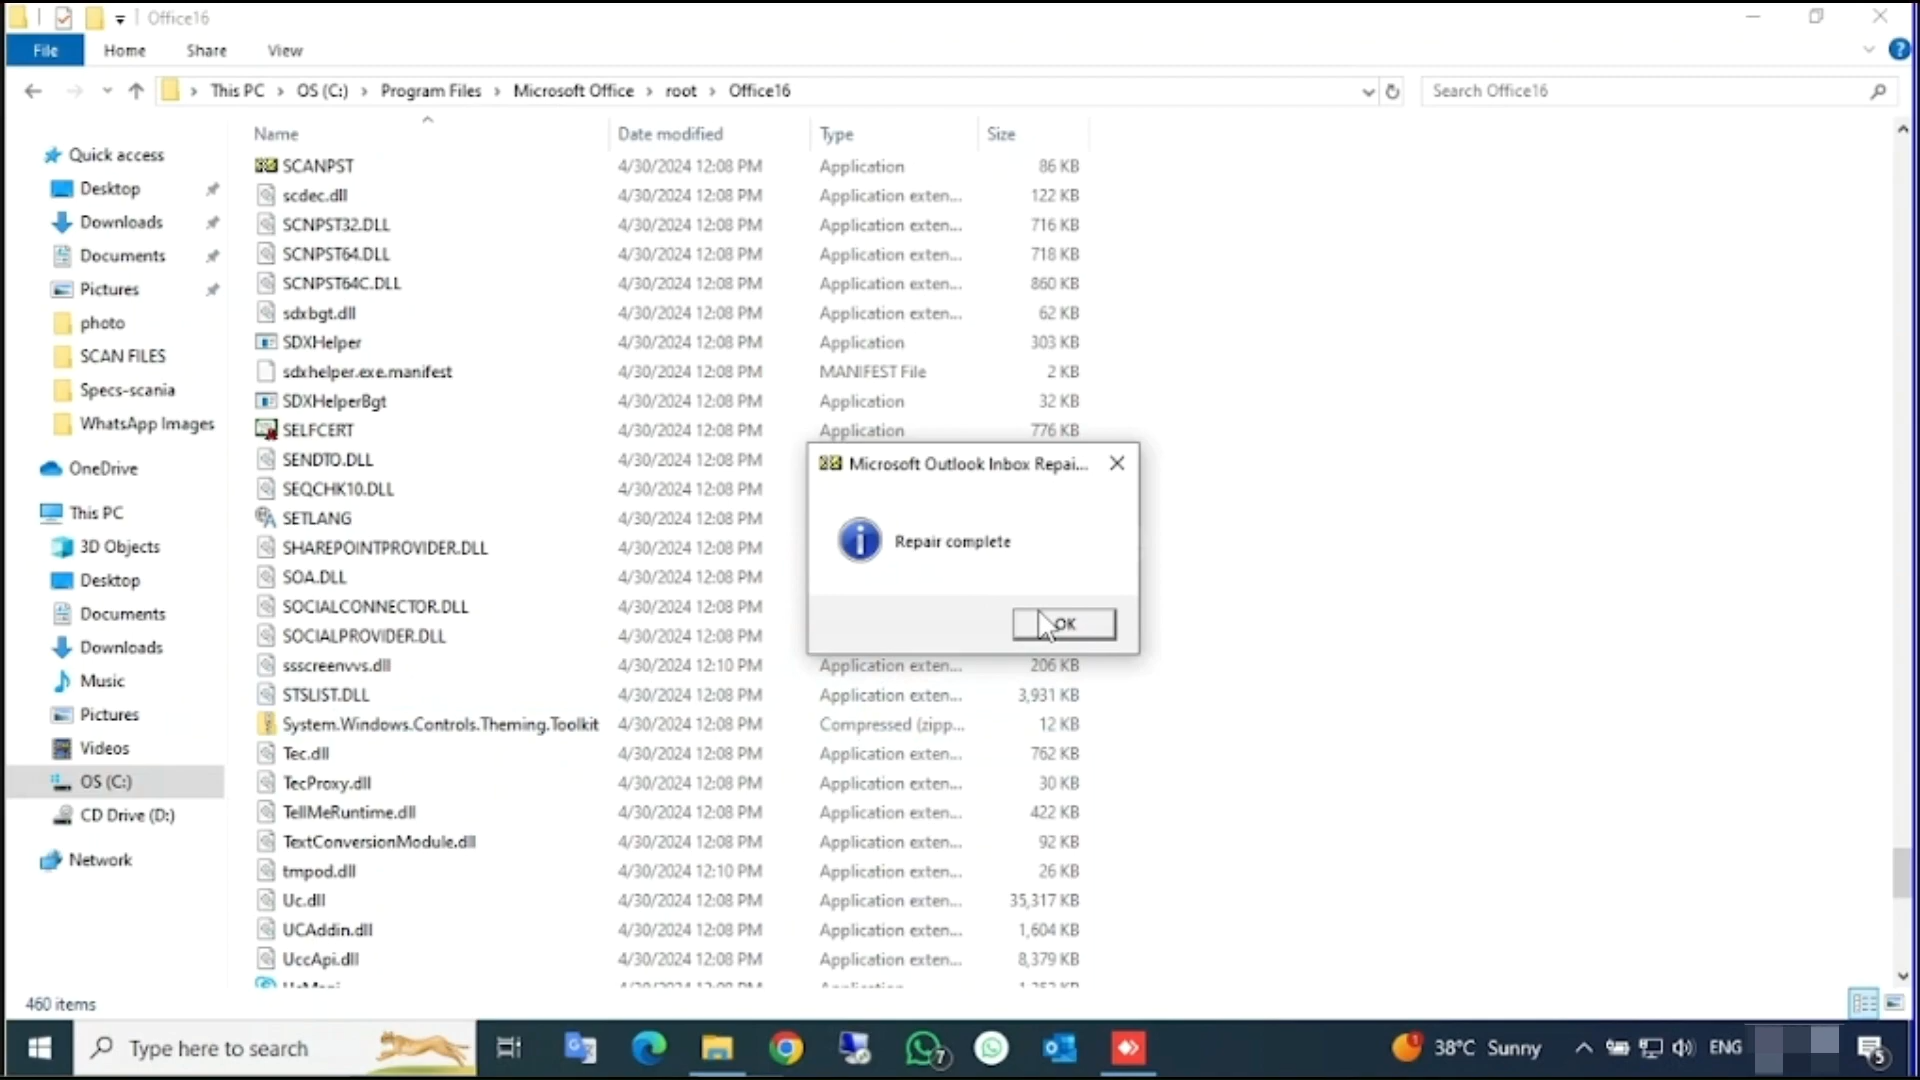 Office16
File Home Share View
This PC › OS (C:) › Program Files › Microsoft Office › root › Office16
Search Office16
Name Date modified Type Size
Quick access
Desktop
Downloads
Documents
Pictures
photo
SCAN FILES
Specs-scania
WhatsApp Images
OneDrive
This PC
3D Objects
Desktop
Documents
Downloads
Music
Pictures
Videos
OS (C:)
CD Drive (D:)
Network
SCANPST 4/30/2024 12:08 PM Application 86 KB
scdec.dll 4/30/2024 12:08 PM Application exten... 122 KB
SCNPST32.DLL 4/30/2024 12:08 PM Application exten... 716 KB
SCNPST64.DLL 4/30/2024 12:08 PM Application exten... 718 KB
SCNPST64C.DLL 4/30/2024 12:08 PM Application exten... 860 KB
sdxbgt.dll 4/30/2024 12:08 PM Application exten... 62 KB
SDXHelper 4/30/2024 12:08 PM Application 303 KB
sdxhelper.exe.manifest 4/30/2024 12:08 PM MANIFEST File 2 KB
SDXHelperBgt 4/30/2024 12:08 PM Application 32 KB
SELFCERT 4/30/2024 12:08 PM Application 776 KB
SENDTO.DLL 4/30/2024 12:08 PM
SEQCHK10.DLL 4/30/2024 12:08 PM
SETLANG 4/30/2024 12:08 PM
SHAREPOINTPROVIDER.DLL 4/30/2024 12:08 PM
SOA.DLL 4/30/2024 12:08 PM
SOCIALCONNECTOR.DLL 4/30/2024 12:08 PM
SOCIALPROVIDER.DLL 4/30/2024 12:08 PM
ssscreenvvs.dll 4/30/2024 12:10 PM Application exten... 206 KB
STSLIST.DLL 4/30/2024 12:08 PM Application exten... 3,931 KB
System.Windows.Controls.Theming.Toolkit 4/30/2024 12:08 PM Compressed (zipp... 12 KB
Tec.dll 4/30/2024 12:08 PM Application exten... 762 KB
TecProxy.dll 4/30/2024 12:08 PM Application exten... 30 KB
TellMeRuntime.dll 4/30/2024 12:08 PM Application exten... 422 KB
TextConversionModule.dll 4/30/2024 12:08 PM Application exten... 92 KB
tmpod.dll 4/30/2024 12:10 PM Application exten... 26 KB
Uc.dll 4/30/2024 12:08 PM Application exten... 35,317 KB
UCAddin.dll 4/30/2024 12:08 PM Application exten... 1,604 KB
UccApi.dll 4/30/2024 12:08 PM Application exten... 8,379 KB
Microsoft Outlook Inbox Repai...
Repair complete
OK
460 items
Type here to search
7
38°C Sunny
ENG
5